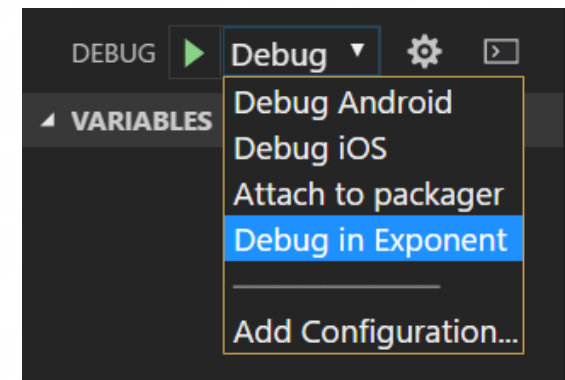 DEBUG Debug
VARIABLES
Debug Android
Debug iOS
Attach to packager
Debug in Exponent
Add Configuration...